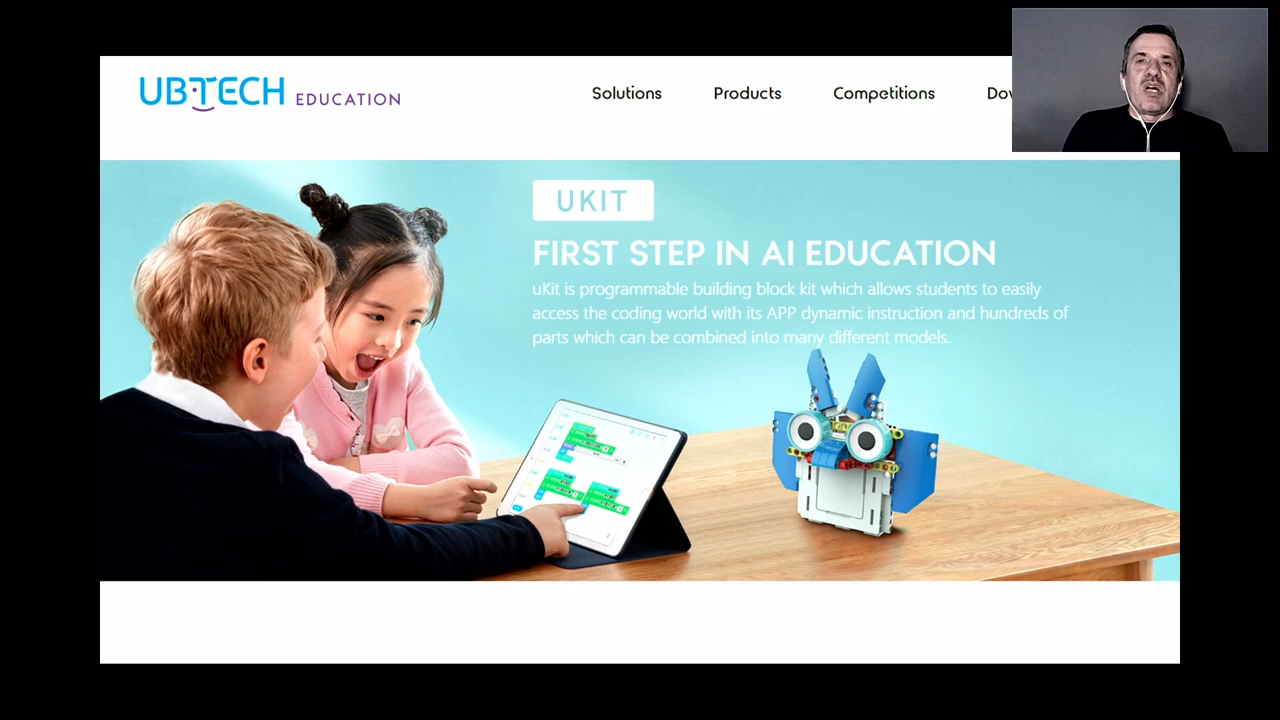 UBTECH EDUCATION
Solutions
Products
Competitions
UKIT
FIRST STEP IN AI EDUCATION
uKit is programmable building block kit which allows students to easily
access the coding world with its APP dynamic instruction and hundreds of
parts which can be combined into many different models.